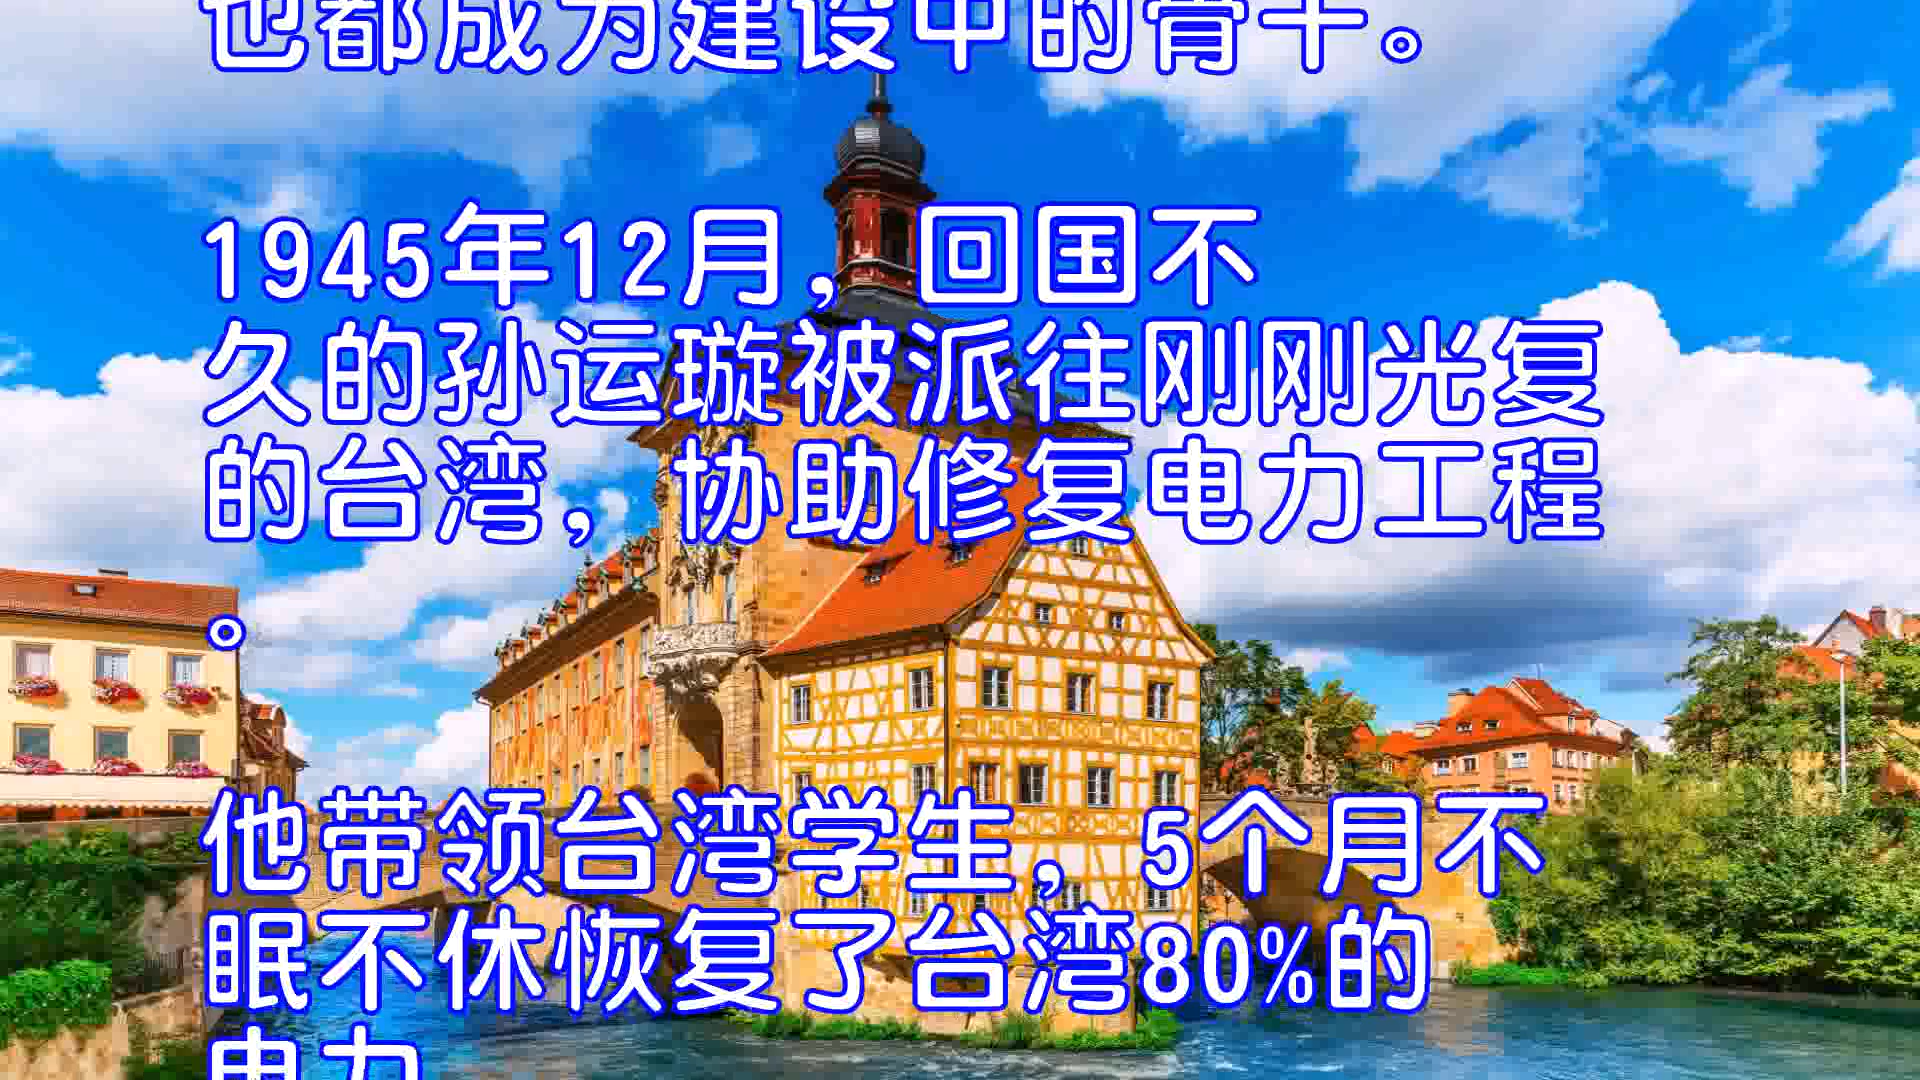 也都成为建设中的骨干。
1945年12月，回国不
久的孙运璇被派往刚刚光复
的台湾，协助修复电力工程
。
他带领台湾学生，5个月不
眠不休恢复了台湾80%的
电力